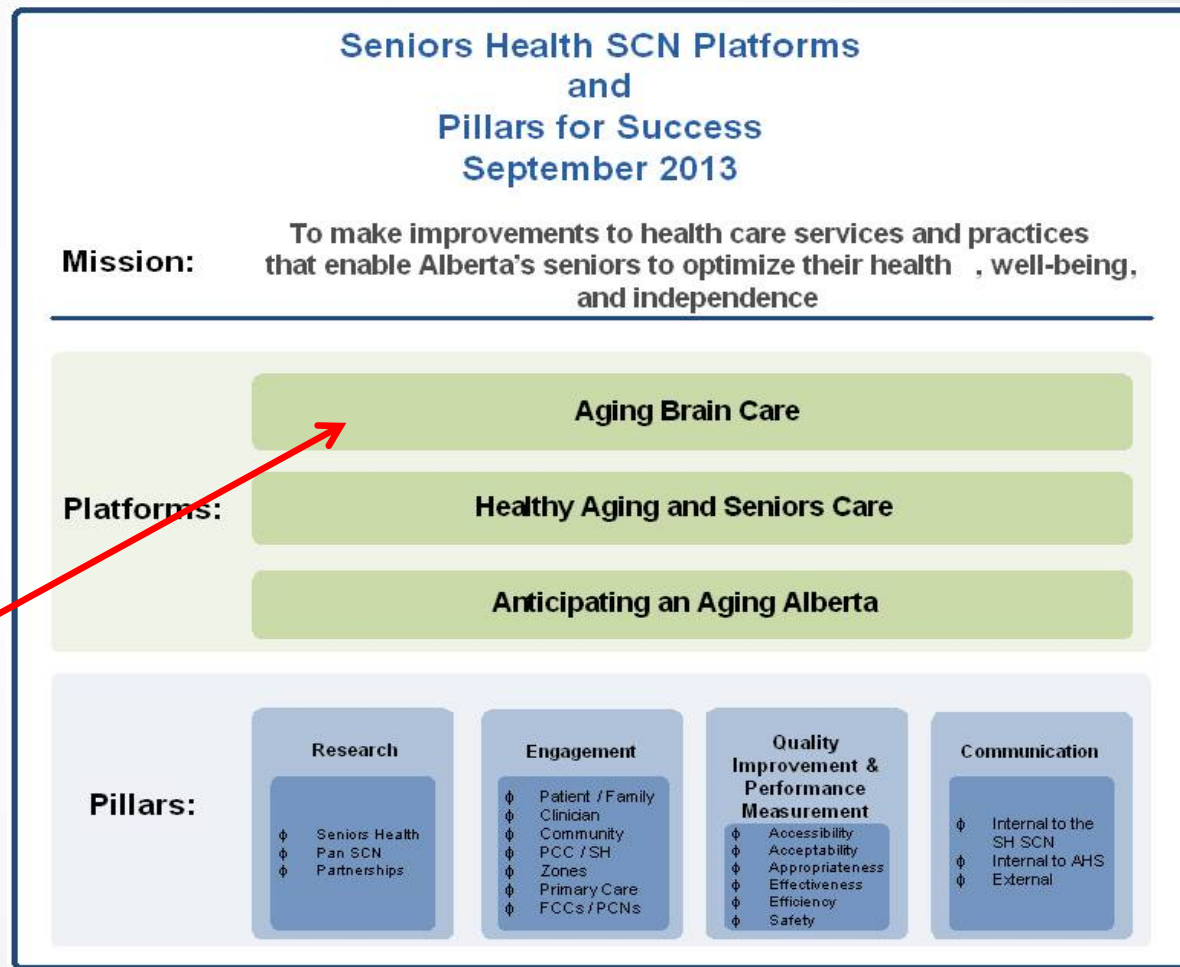 Seniors Health SCN Platforms
and
Pillars for Success
September 2013
Mission:
To make improvements to health care services and practices
that enable Alberta's seniors to optimize their health , well-being,
and independence
Platforms:
Aging Brain Care
Healthy Aging and Seniors Care
Anticipating an Aging Alberta
Pillars:
Research
ϕ Seniors Health
ϕ Pan SCN
ϕ Partnerships
Engagement
ϕ Patient / Family
ϕ Clinician
ϕ Community
ϕ PCC / SH
ϕ Zones
ϕ Primary Care
ϕ FCCs / PCNs
Quality
Improvement &
Performance
Measurement
ϕ Accessibility
ϕ Acceptability
ϕ Appropriateness
ϕ Effectiveness
ϕ Efficiency
ϕ Safety
Communication
ϕ Internal to the
SH SCN
ϕ Internal to AHS
ϕ External